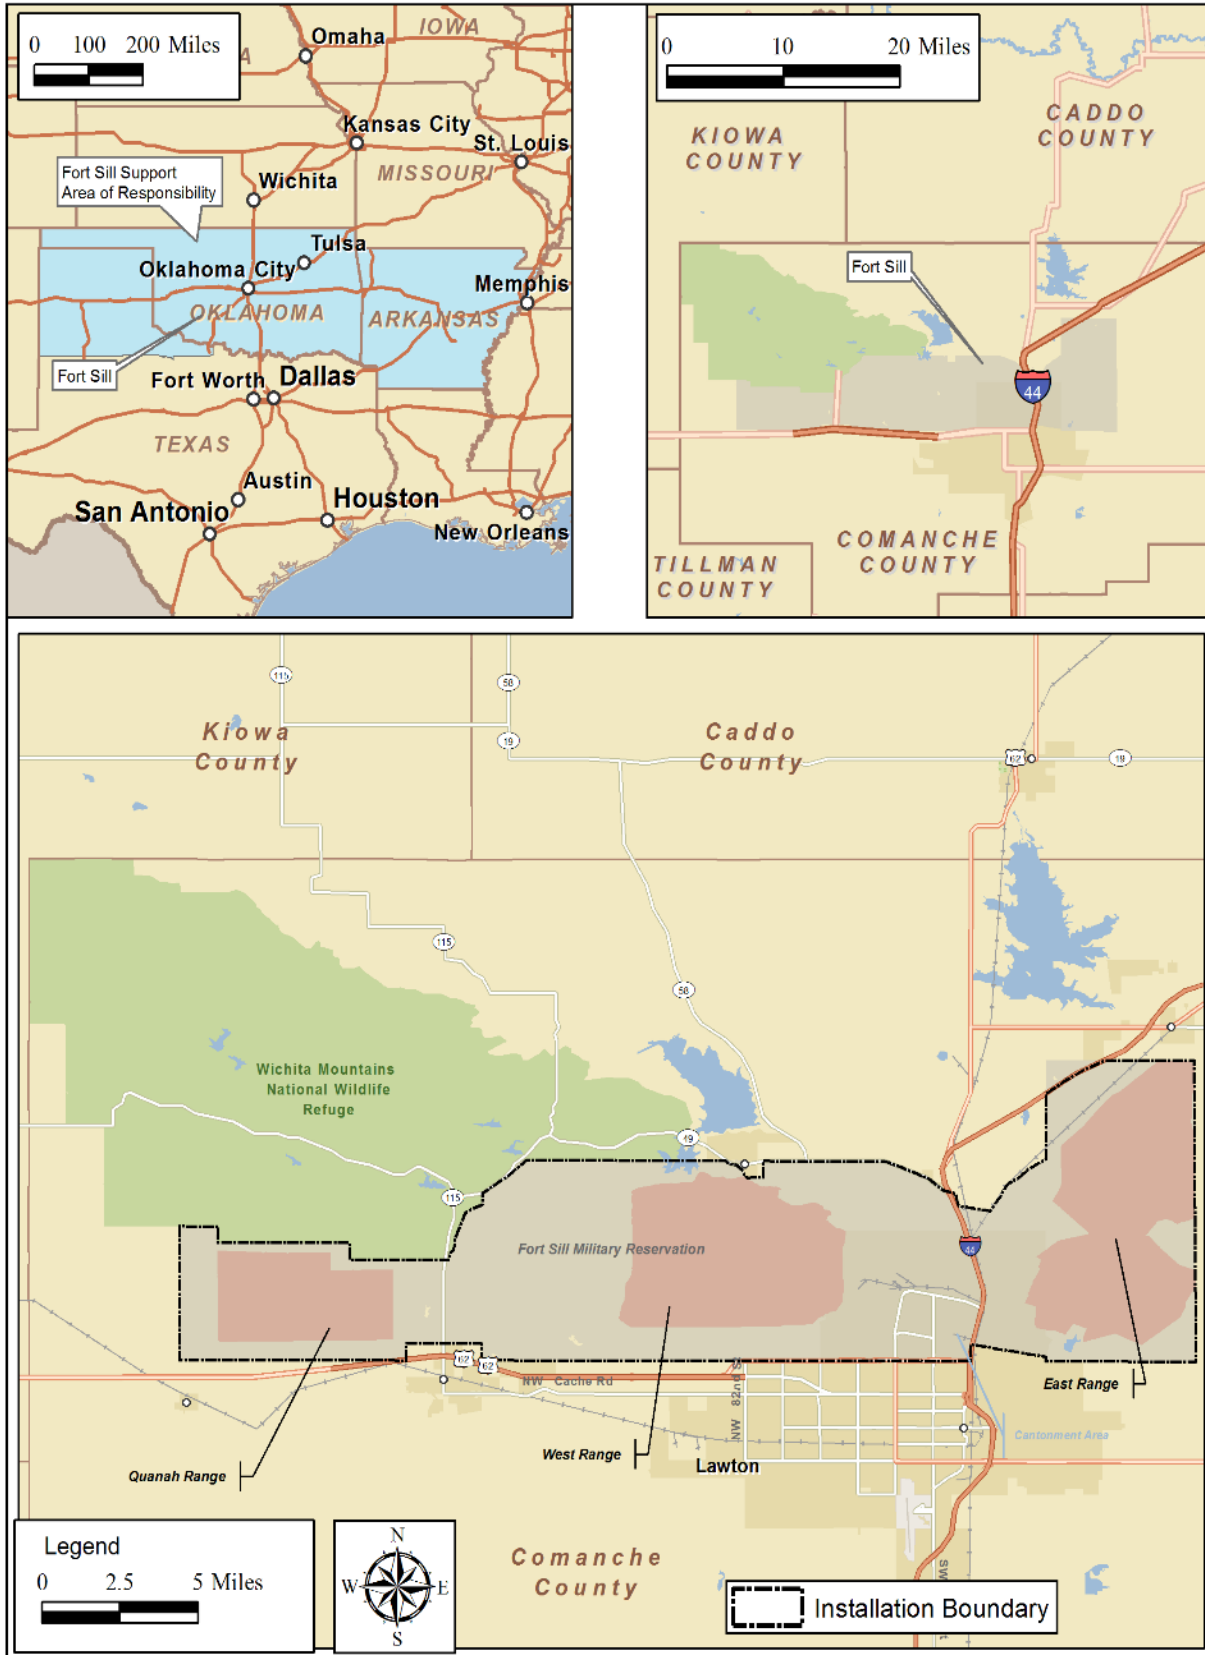 0 100 200 Miles
IOWA
Omaha
Kansas City
St. Louis
MISSOURI
Fort Sill Support
Area of Responsibility
Wichita
Tulsa
Oklahoma City
Memphis
OKLAHOMA
ARKANSAS
Fort Sill
Fort Worth
Dallas
TEXAS
Austin
San Antonio
Houston
New Orleans
0 10 20 Miles
KIOWA
COUNTY
CADDO
COUNTY
Fort Sill
44
COMANCHE
COUNTY
TILLMAN
COUNTY
115
58
Kiowa
County
19
Caddo
County
62
19
115
58
Wichita Mountains
National Wildlife
Refuge
49
115
Fort Sill Military Reservation
44
62
62
NW Cache Rd
NW 82nd St
East Range
Cantonment Area
West Range
Lawton
Quanah Range
Legend
0 2.5 5 Miles
N
W E
S
Comanche
County
SW
Installation Boundary